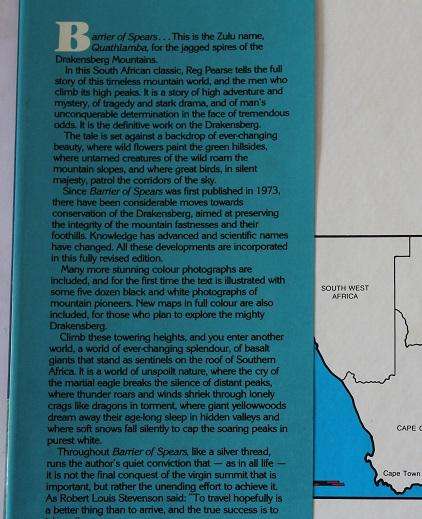 Barrier of Spears... This is the Zulu name,
Quathlamba, for the jagged spires of the
Drakensberg Mountains.
In this South African classic, Reg Pearse tells the full
story of this timeless mountain world, and the men who
climb its high peaks. It is a story of high adventure and
mystery, of tragedy and stark drama, and of man's
unconquerable determination in the face of tremendous
odds. It is the definitive work on the Drakensberg.
The tale is set against a backdrop of ever-changing
beauty, where wild flowers paint the green hillsides,
where untamed creatures of the wild roam the
mountain slopes, and where great birds, in silent
majesty, patrol the corridors of the sky.
Since Barrier of Spears was first published in 1973,
there have been considerable moves towards
conservation of the Drakensberg, aimed at preserving
the integrity of the mountain fastnesses and their
foothills. Knowledge has advanced and scientific names
have changed. All these developments are incorporated
in this fully revised edition.
Many more stunning colour photographs are
included, and for the first time the text is illustrated with
some five dozen black and white photographs of
mountain pioneers. New maps in full colour are also
included, for those who plan to explore the mighty
Drakensberg.
Climb these towering heights, and you enter another
world, a world of ever-changing splendour, of basalt
giants that stand as sentinels on the roof of Southern
Africa. It is a world of unspoilt nature, where the cry of
the martial eagle breaks the silence of distant peaks,
where thunder roars and winds shriek through lonely
crags like dragons in torment, where giant yellowwoods
dream away their age-long sleep in hidden valleys and
where soft snows fall silently to cap the soaring peaks in
purest white.
Throughout Barrier of Spears, like a silver thread,
runs the author's quiet conviction that — as in all life —
it is not the final conquest of the virgin summit that is
important, but rather the unending effort to achieve it.
As Robert Louis Stevenson said: "To travel hopefully is
a better thing than to arrive, and the true success is to
SOUTH WEST
AFRICA
CAPE
Cape Town